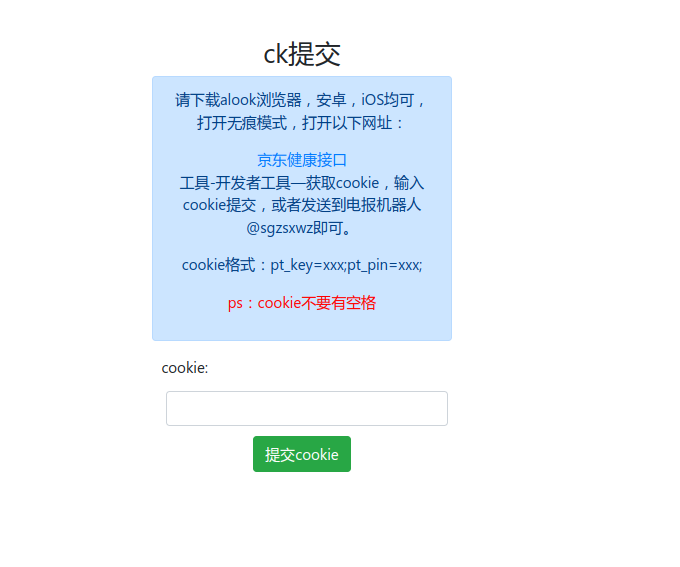 ck提交
请下载alook浏览器，安卓，iOS均可，
打开无痕模式，打开以下网址：
京东健康接口
工具-开发者工具—获取cookie，输入
cookie提交，或者发送到电报机器人
@sgzsxwz即可。
cookie格式：pt_key=xxx;pt_pin=xxx;
ps：cookie不要有空格
cookie:
提交cookie